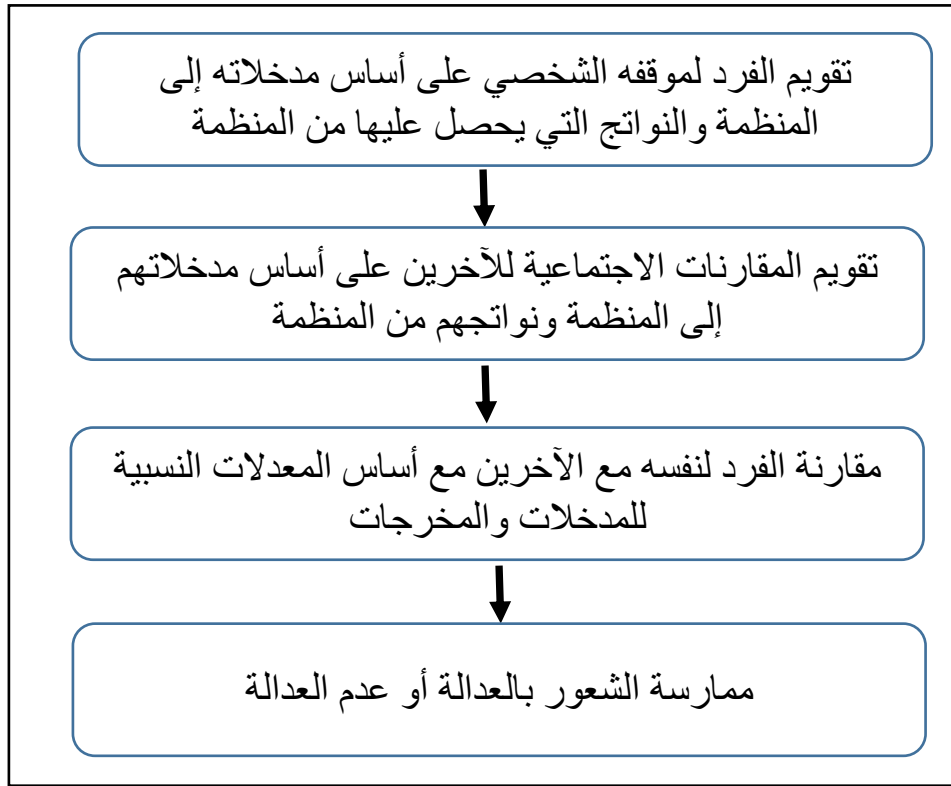 تقويم الفرد لموقفه الشخصي على أساس مدخلاته إلى
المنظمة والنواتج التي يحصل عليها من المنظمة
تقويم المقارنات الاجتماعية للآخرين على أساس مدخلاتهم
إلى المنظمة ونواتجهم من المنظمة
مقارنة الفرد لنفسه مع الآخرين مع أساس المعدلات النسبية
للمدخلات والمخرجات
ممارسة الشعور بالعدالة أو عدم العدالة